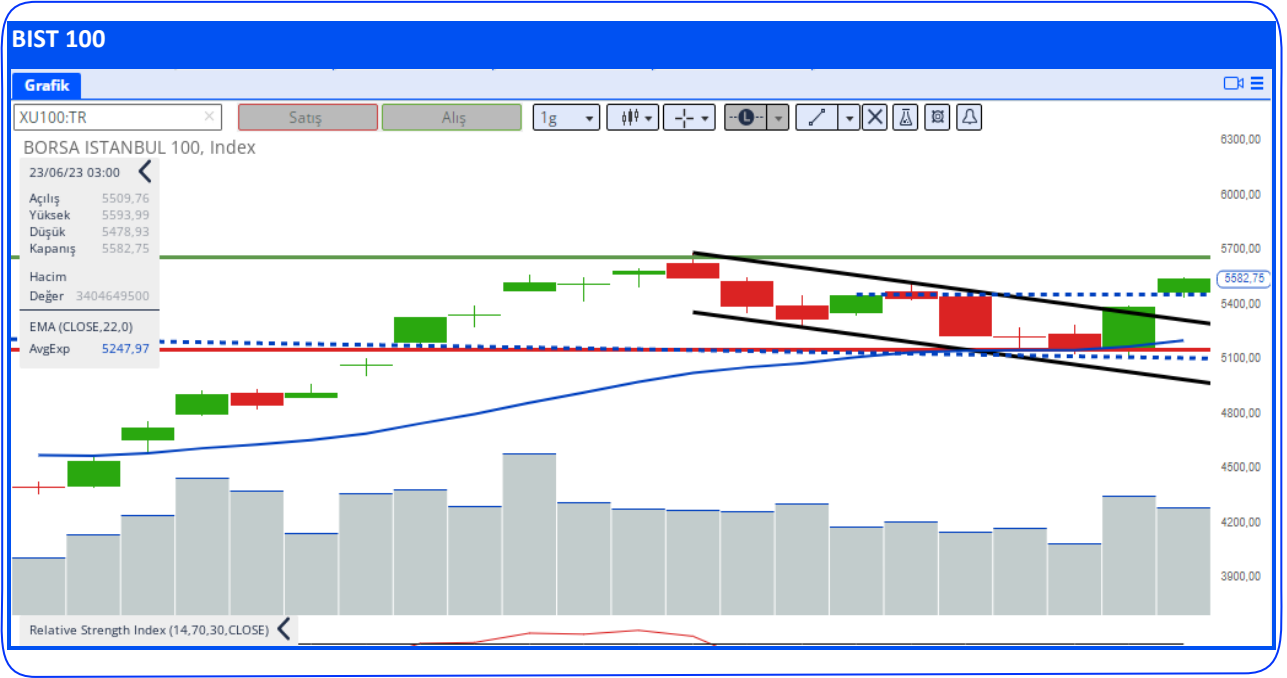 BIST 100
Grafik
XU100:TR
Satış
Alış
1g
L
BORSA ISTANBUL 100, Index
23/06/23 03:00
Açılış 5509,76
Yüksek 5593,99
Düşük 5478,93
Kapanış 5582,75
Hacim
Değer 3404649500
EMA (CLOSE,22,0)
AvgExp 5247,97
6300,00
6000,00
5700,00
5582,75
5400,00
5100,00
4800,00
4500,00
4200,00
3900,00
Relative Strength Index (14,70,30,CLOSE)